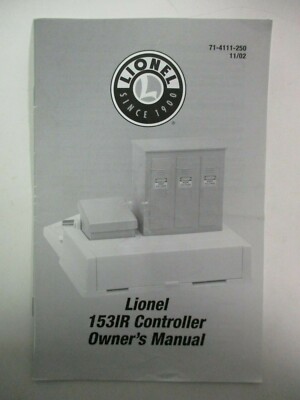 71-4111-250
11/02
LIONEL
SINCE 1900
®
Lionel
153IR Controller
Owner's Manual